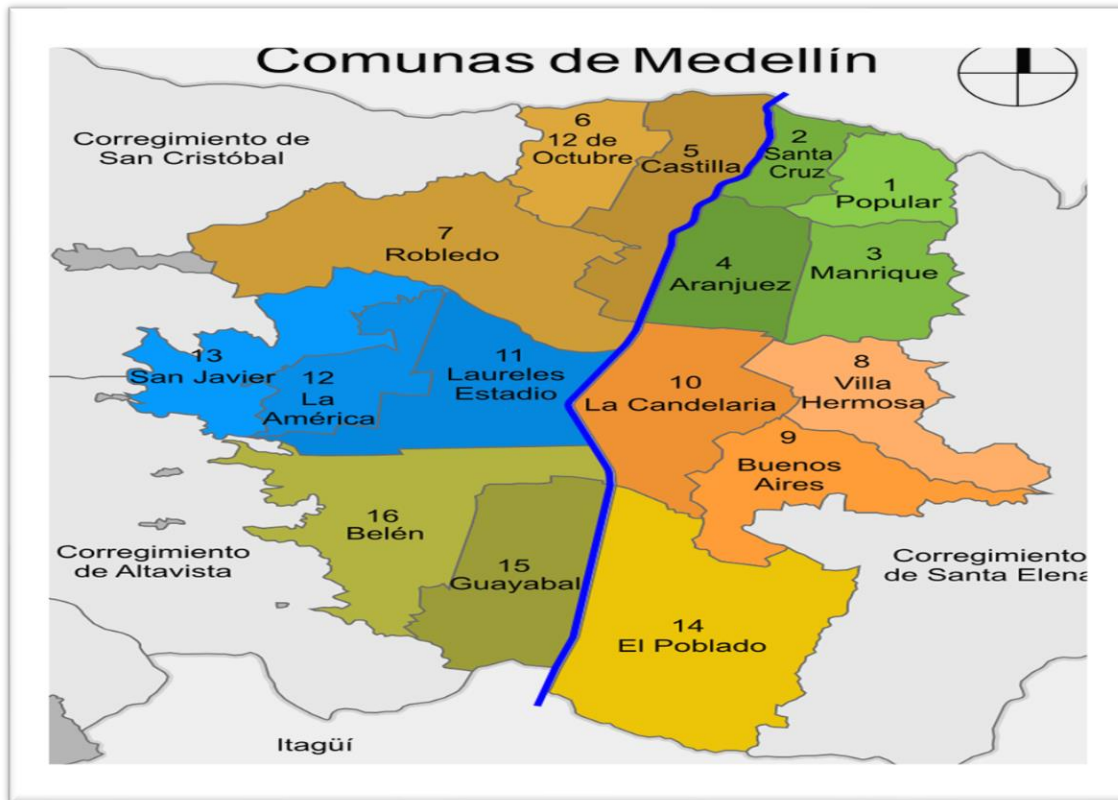 Comunas de Medellín
Corregimiento de
San Cristóbal
6
12 de
Octubre
5
Castilla
2
Santa
Cruz
1
Popular
7
Robledo
4
Aranjuez
3
Manrique
13
San Javier
12
La
América
11
Laureles
Estadio
10
La Candelaria
8
Villa
Hermosa
9
Buenos
Aires
16
Belén
15
Guayabal
14
El Poblado
Corregimiento
de Altavista
Corregimiento
de Santa Elena
Itagüí